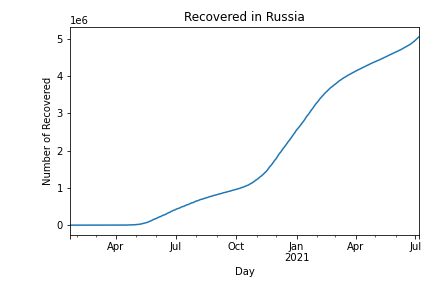 Recovered in Russia
1e6
5
4
3
2
1
0
Number of Recovered
Apr
Jul
Oct
Jan
2021
Apr
Jul
Day